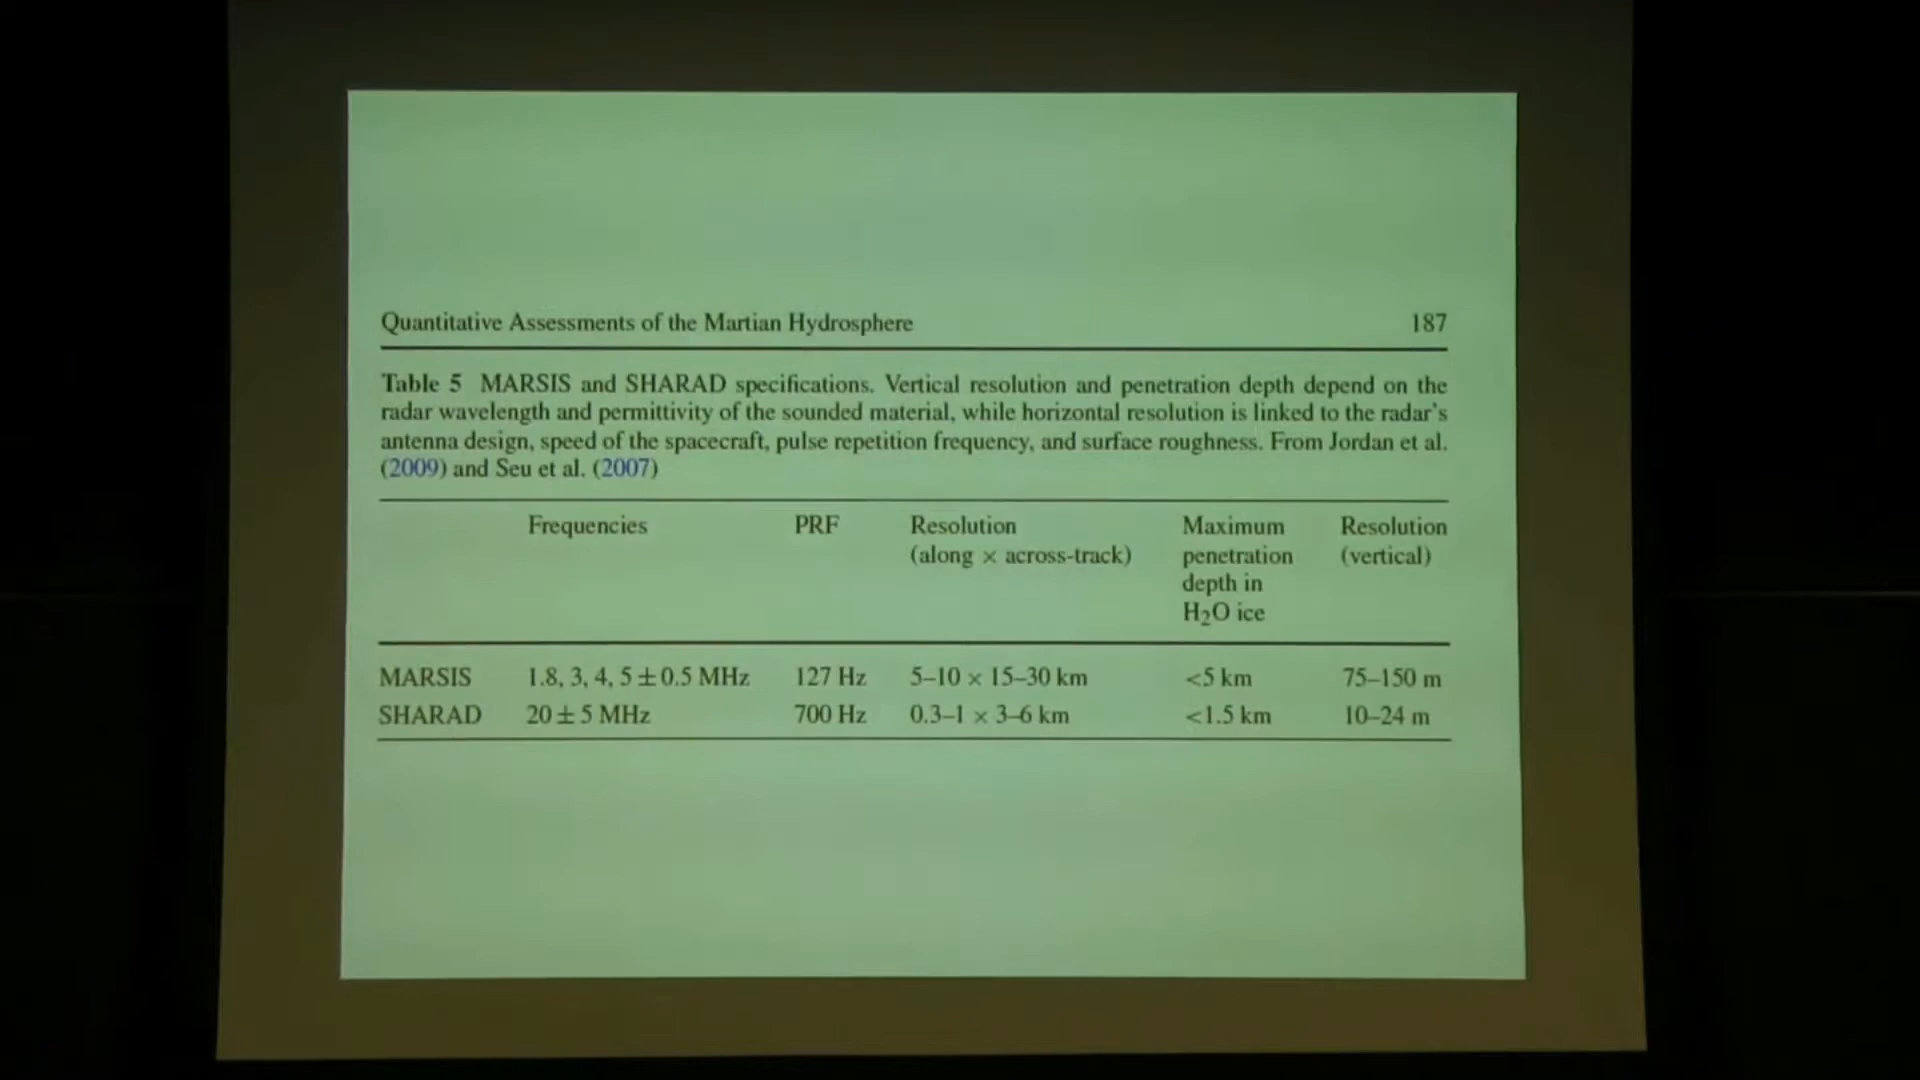 Quantitative Assessments of the Martian Hydrosphere 187
Table 5 MARSIS and SHARAD specifications. Vertical resolution and penetration depth depend on the
radar wavelength and permittivity of the sounded material, while horizontal resolution is linked to the radar's
antenna design, speed of the spacecraft, pulse repetition frequency, and surface roughness. From Jordan et al.
(2009) and Seu et al. (2007)
Frequencies PRF Resolution Maximum Resolution
(along × across-track) penetration (vertical)
depth in
H₂O ice
MARSIS 1.8, 3, 4, 5 ± 0.5 MHz 127 Hz 5–10 × 15–30 km <5 km 75–150 m
SHARAD 20 ± 5 MHz 700 Hz 0.3–1 × 3–6 km <1.5 km 10–24 m